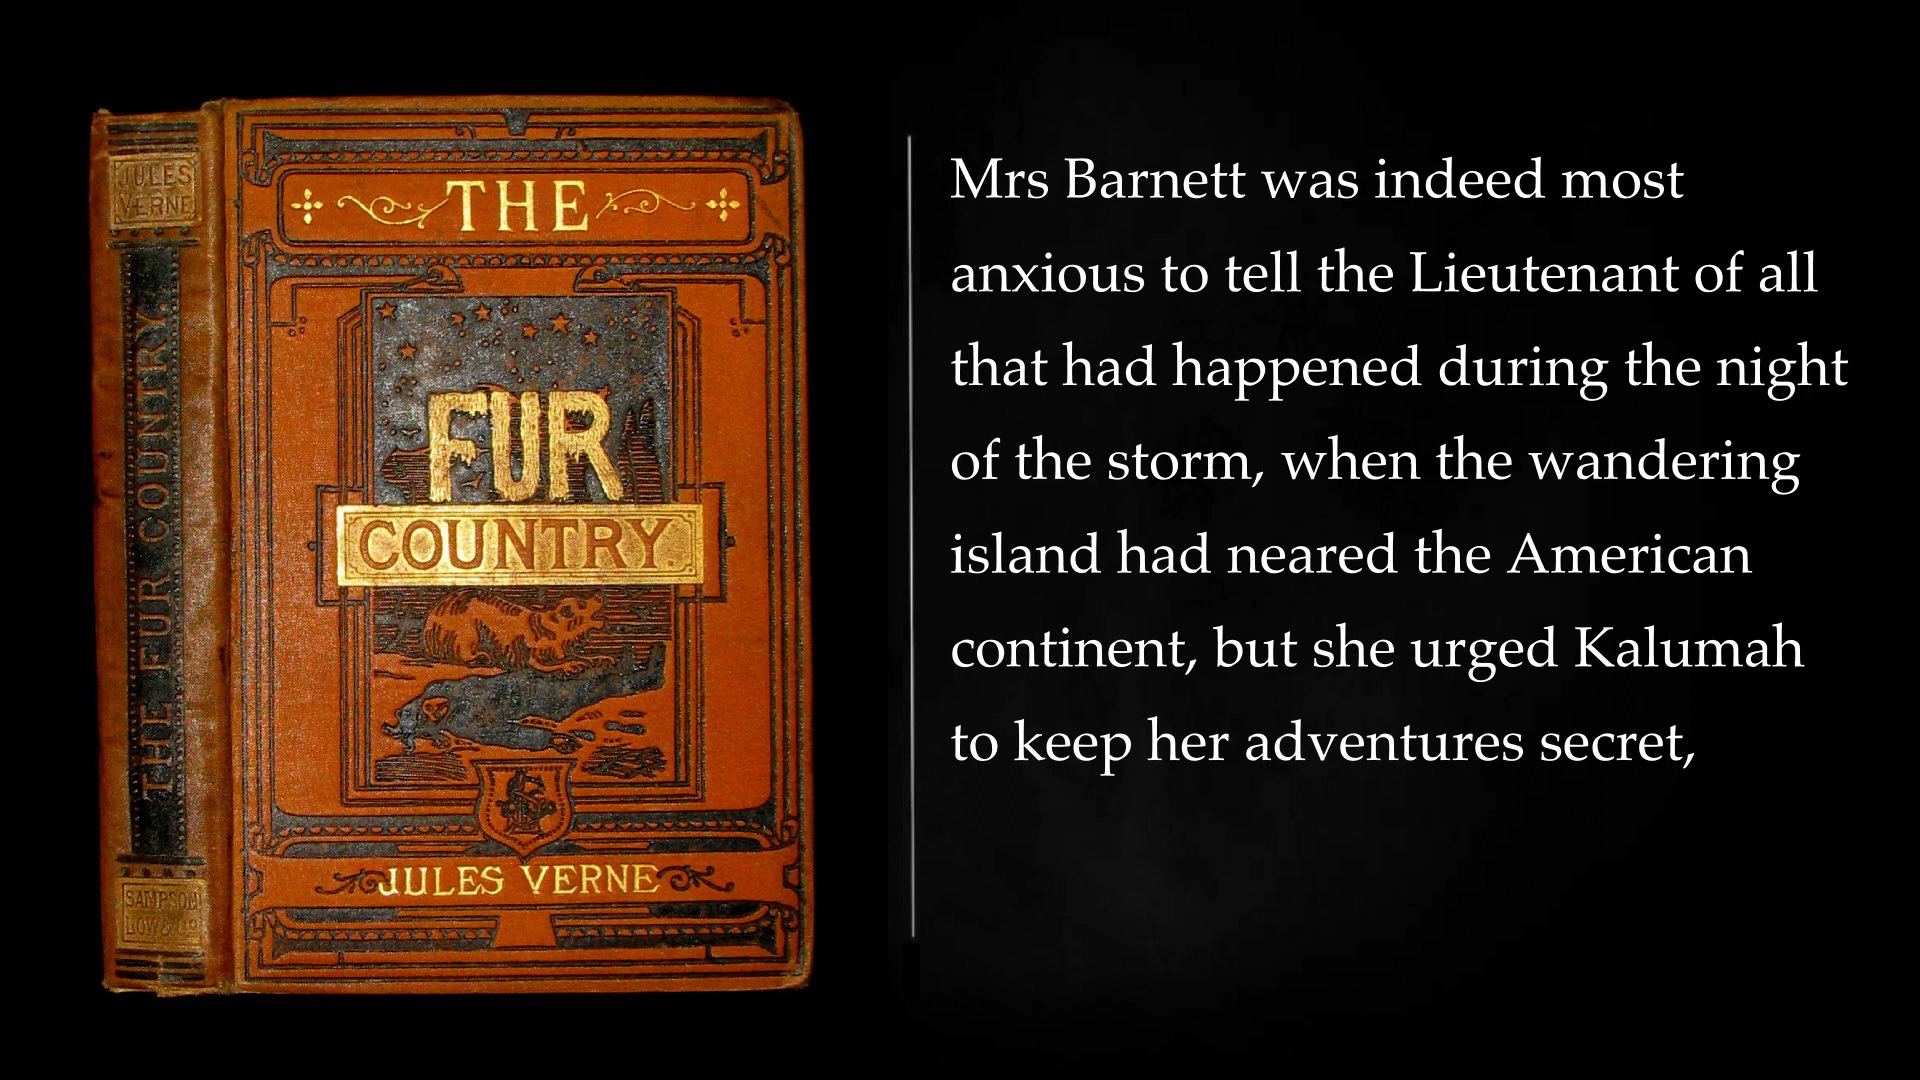 JULES
VERNE
THE FUR COUNTRY.
SAMPSON
LOW & Co
THE
FUR
COUNTRY.
JULES VERNE
Mrs Barnett was indeed most
anxious to tell the Lieutenant of all
that had happened during the night
of the storm, when the wandering
island had neared the American
continent, but she urged Kalumah
to keep her adventures secret,